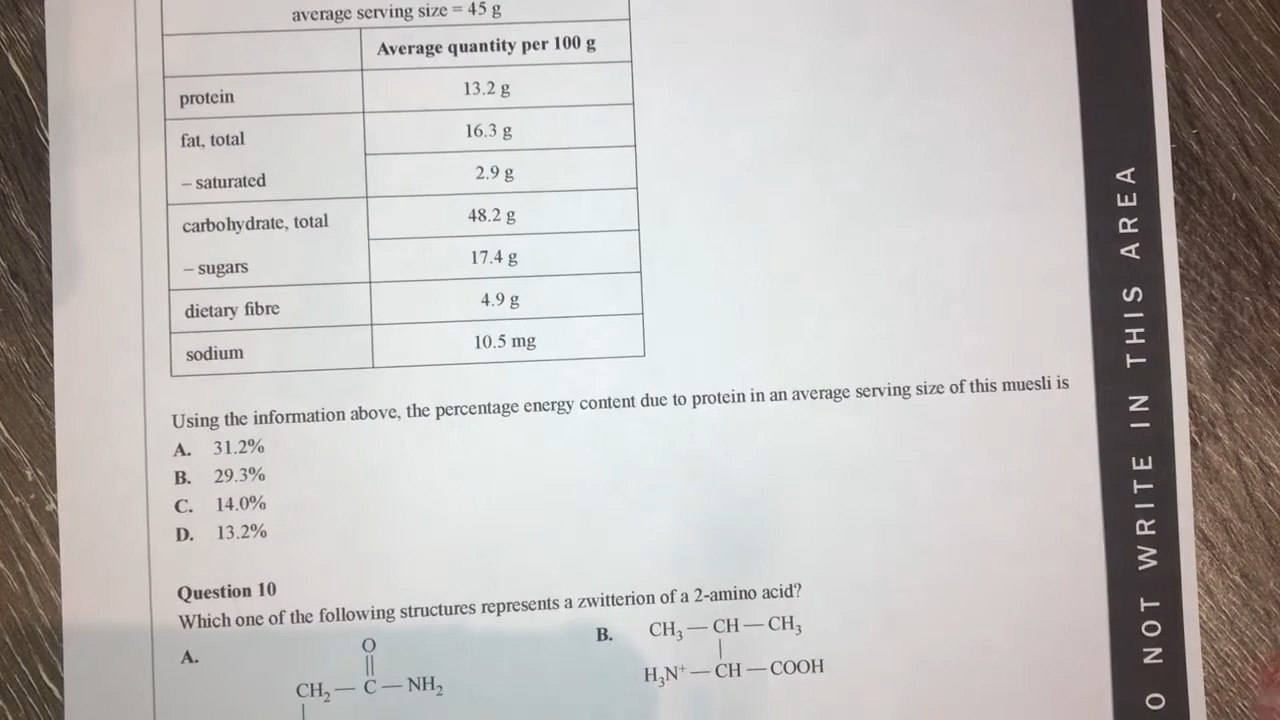 average serving size = 45 g
Average quantity per 100 g
protein 13.2 g
fat, total 16.3 g
– saturated 2.9 g
carbohydrate, total 48.2 g
– sugars 17.4 g
dietary fibre 4.9 g
sodium 10.5 mg
Using the information above, the percentage energy content due to protein in an average serving size of this muesli is
A. 31.2%
B. 29.3%
C. 14.0%
D. 13.2%
Question 10
Which one of the following structures represents a zwitterion of a 2-amino acid?
A.
O
CH₂ — C — NH₂
B.
CH₃ — CH — CH₃
H₃N⁺ — CH — COOH
O NOT WRITE IN THIS AREA